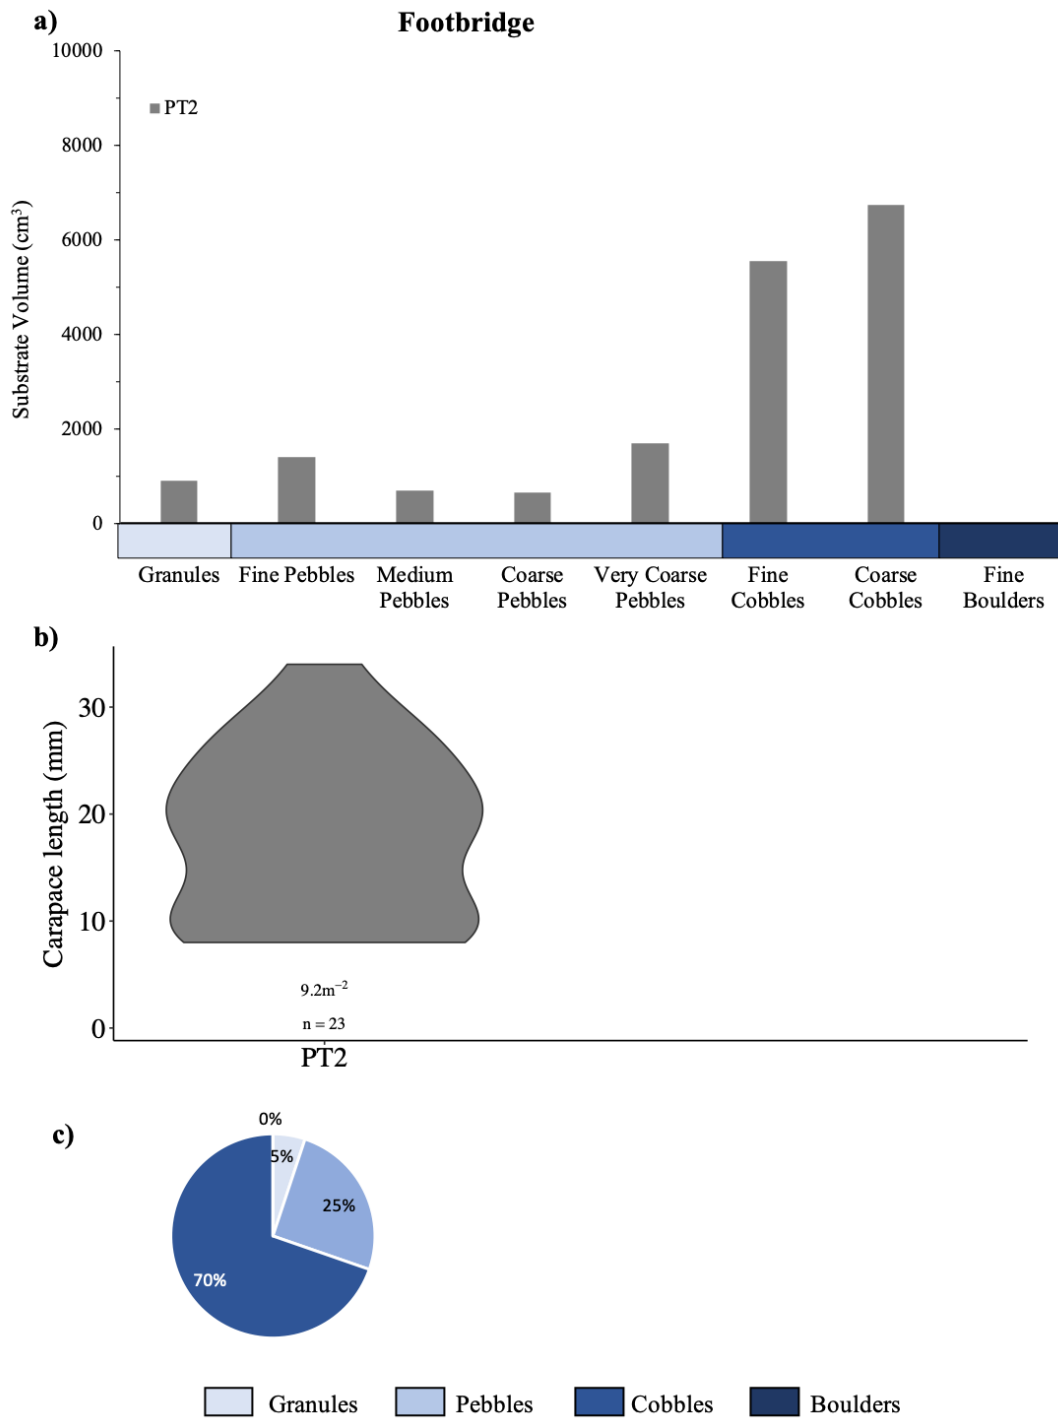 a)
Footbridge
10000
8000
6000
4000
2000
0
Substrate Volume (cm³)
PT2
Granules
Fine Pebbles
Medium
Pebbles
Coarse
Pebbles
Very Coarse
Pebbles
Fine
Cobbles
Coarse
Cobbles
Fine
Boulders
b)
Carapace length (mm)
30
20
10
0
9.2m⁻²
n = 23
PT2
c)
0%
5%
25%
70%
Granules
Pebbles
Cobbles
Boulders